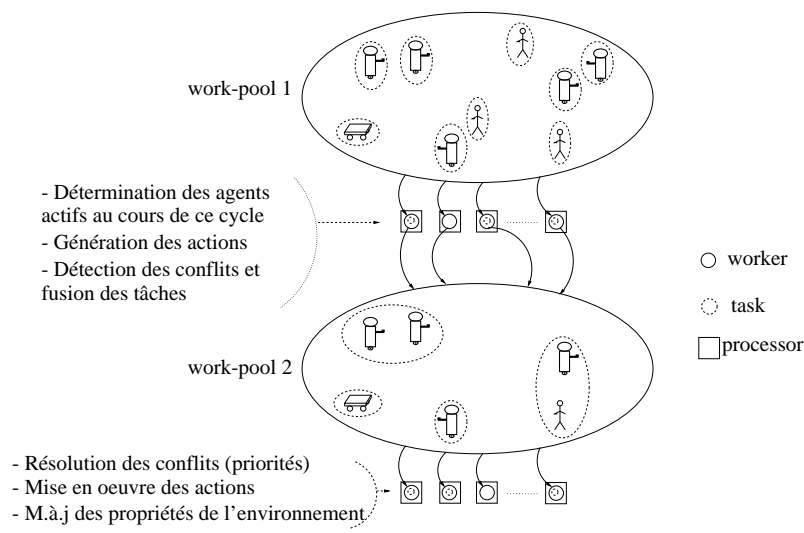 work-pool 1
- Détermination des agents
actifs au cours de ce cycle
- Génération des actions
- Détection des conflits et
fusion des tâches
worker
task
processor
work-pool 2
- Résolution des conflits (priorités)
- Mise en oeuvre des actions
- M.à.j des propriétés de l'environnement